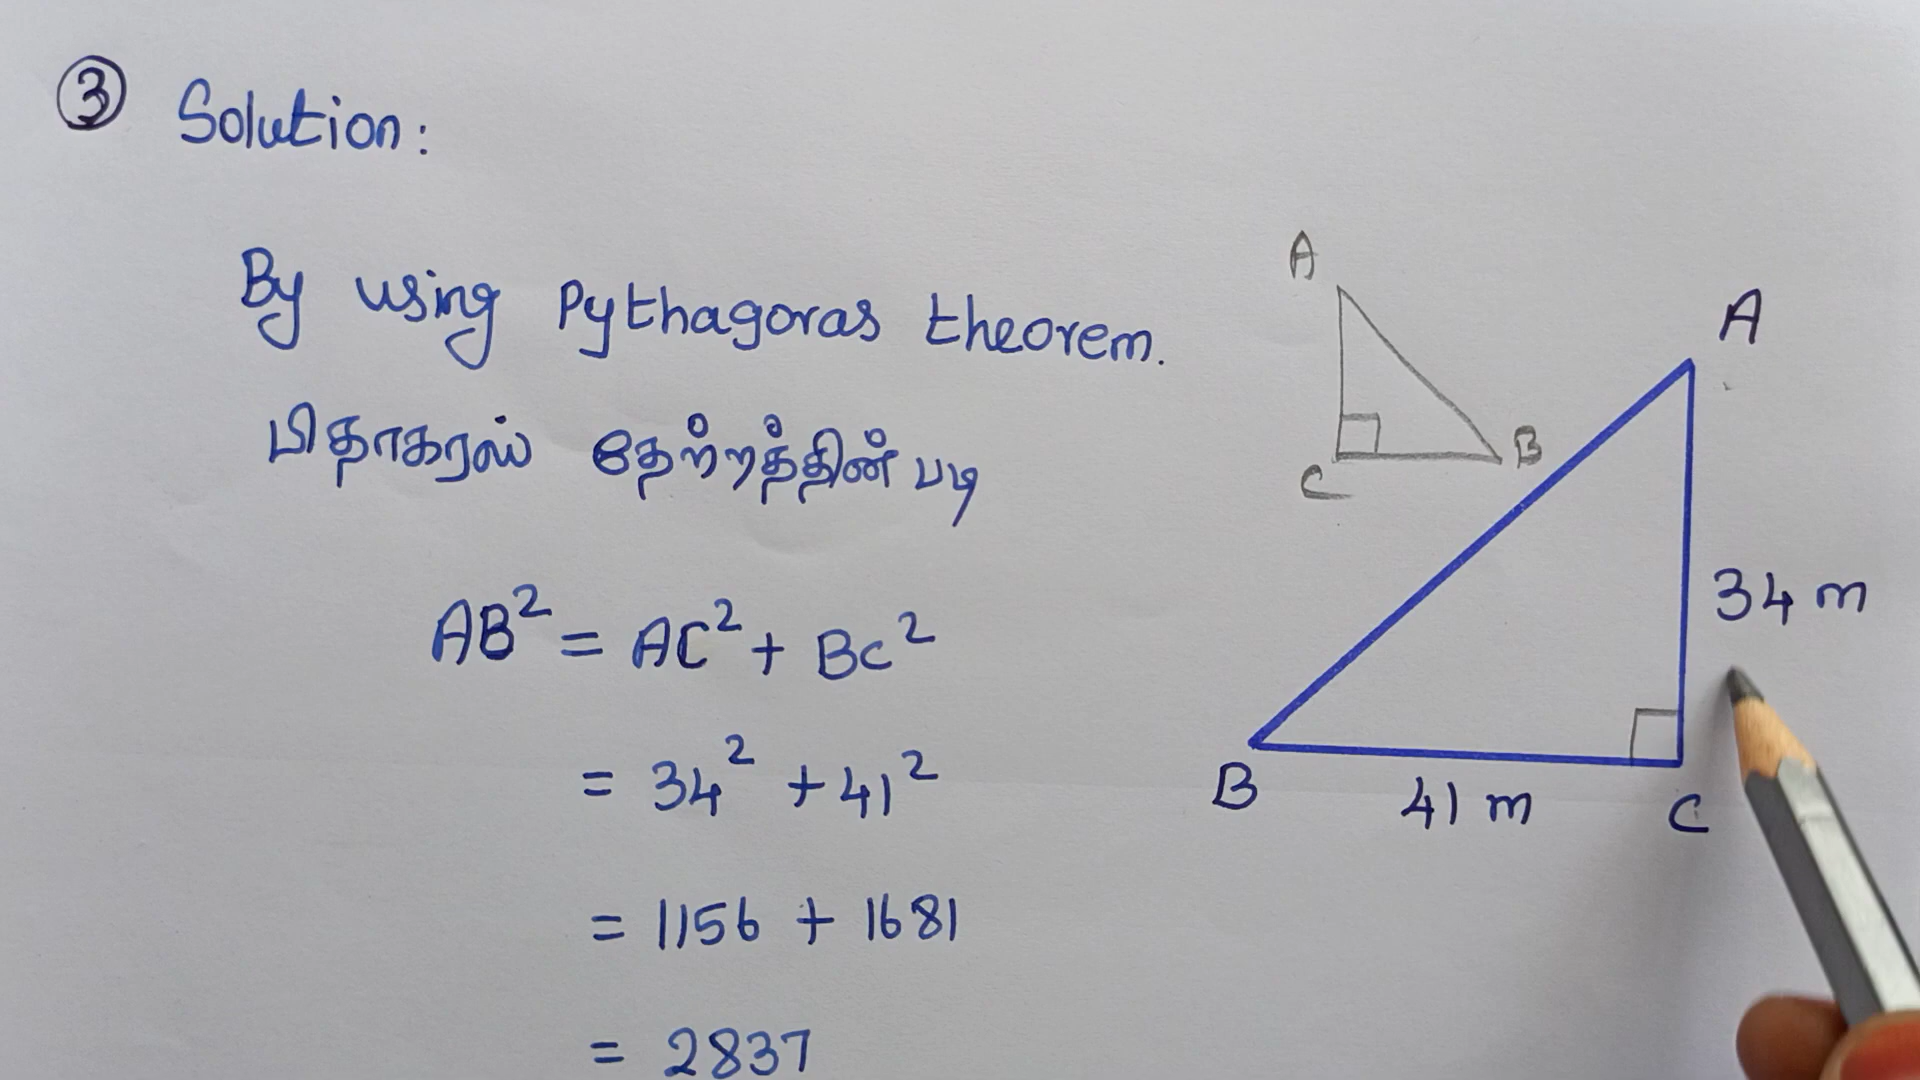 ③ Solution:
By using Pythagoras theorem.
பிதாகரஸ் தேற்றத்தின் படி
AB² = AC² + BC²
= 34² + 41²
= 1156 + 1681
= 2837
A
C
B
A
34 m
B
41 m
C